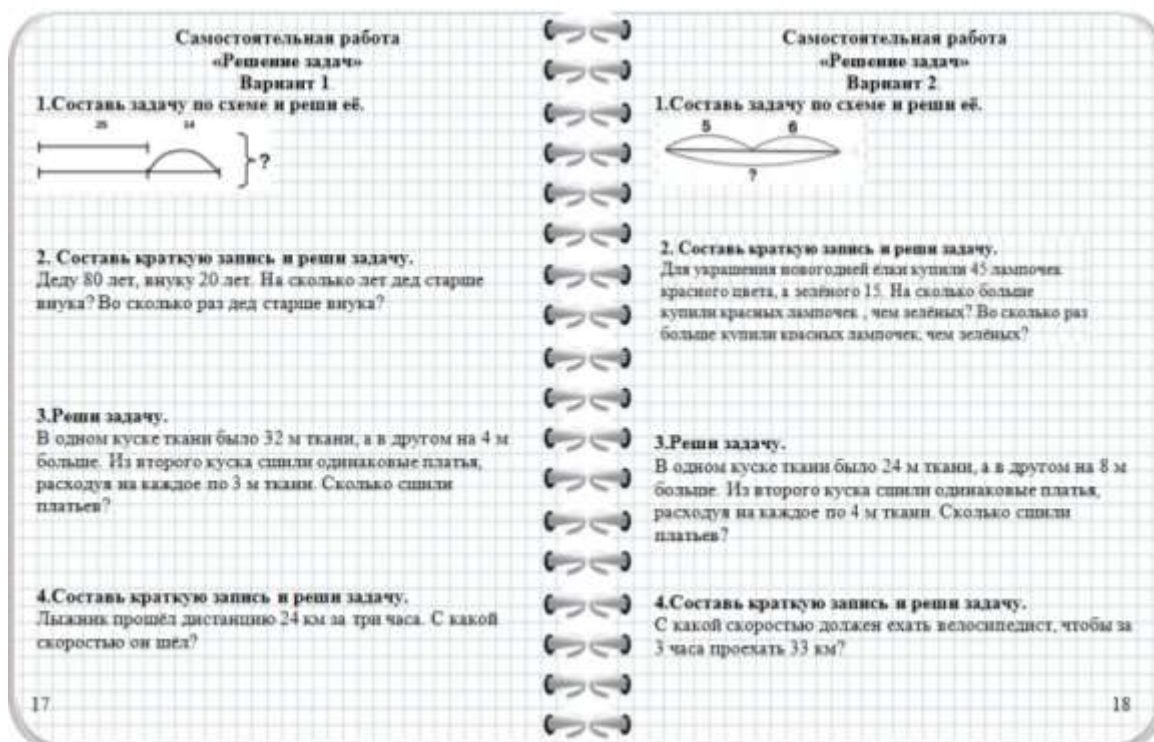 Самостоятельная работа
«Решение задач»
Вариант 1.
1.Составь задачу по схеме и реши её.
14
?
2. Составь краткую запись и реши задачу.
Деду 80 лет, внуку 20 лет. На сколько лет дед старше
внука? Во сколько раз дед старше внука?
3.Реши задачу.
В одном куске ткани было 32 м ткани, а в другом на 4 м
больше. Из второго куска сшили одинаковые платья,
расходуя на каждое по 3 м ткани. Сколько сшили
платьев?
4.Составь краткую запись и реши задачу.
Лыжник прошёл дистанцию 24 км за три часа. С какой
скоростью он шёл?
17
Самостоятельная работа
«Решение задач»
Вариант 2.
1.Составь задачу по схеме и реши её.
5 6
?
2. Составь краткую запись и реши задачу.
Для украшения новогодней ёлки купили 45 лампочек
красного цвета, а зелёного 15. На сколько больше
купили красных лампочек , чем зелёных? Во сколько раз
больше купили красных лампочек, чем зелёных?
3.Реши задачу.
В одном куске ткани было 24 м ткани, а в другом на 8 м
больше. Из второго куска сшили одинаковые платья,
расходуя на каждое по 4 м ткани. Сколько сшили
платьев?
4.Составь краткую запись и реши задачу.
С какой скоростью должен ехать велосипедист, чтобы за
3 часа проехать 33 км?
18